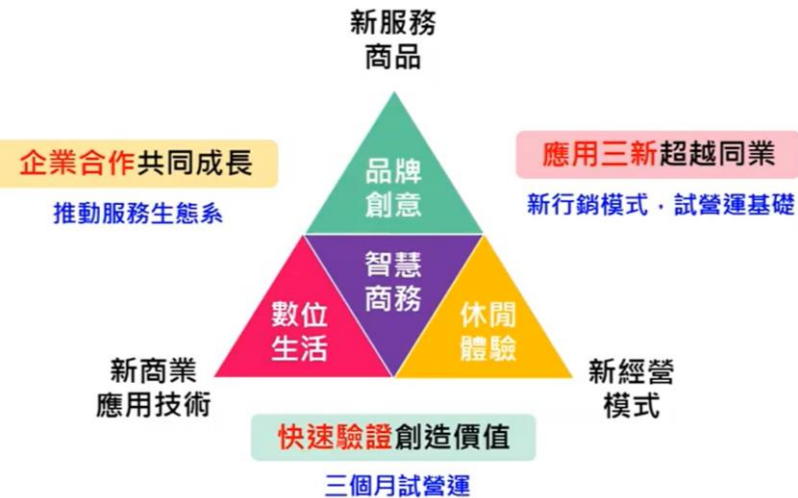 新服務
商品
企業合作共同成長
推動服務生態系
應用三新超越同業
新行銷模式．試營運基礎
品牌
創意
智慧
商務
數位
生活
休閒
體驗
新商業
應用技術
新經營
模式
快速驗證創造價值
三個月試營運